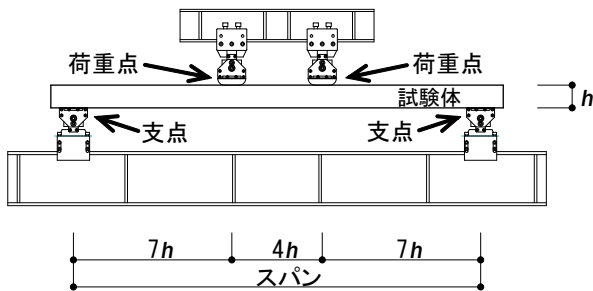 荷重点 荷重点
試験体 h
支点 支点
7h 4h 7h
スパン